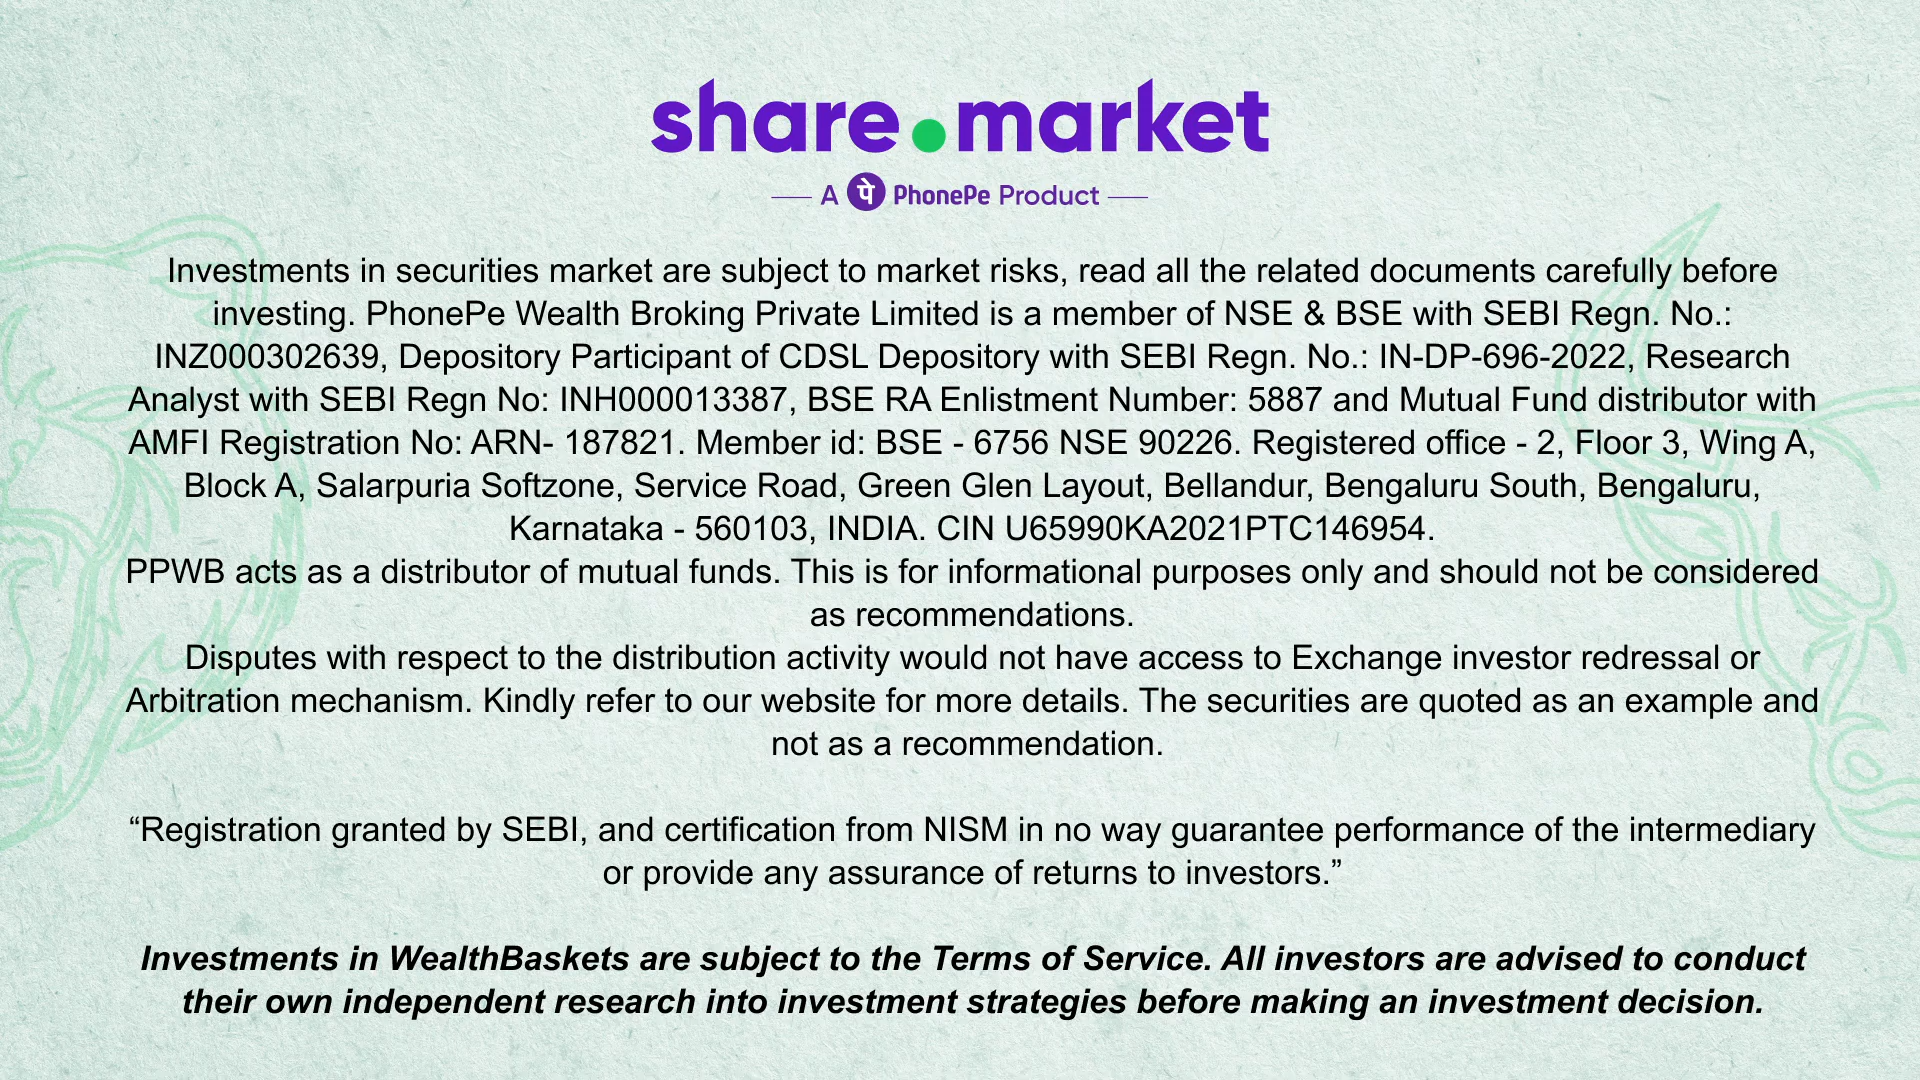 share.market
A पे PhonePe Product
Investments in securities market are subject to market risks, read all the related documents carefully before
investing. PhonePe Wealth Broking Private Limited is a member of NSE & BSE with SEBI Regn. No.:
INZ000302639, Depository Participant of CDSL Depository with SEBI Regn. No.: IN-DP-696-2022, Research
Analyst with SEBI Regn No: INH000013387, BSE RA Enlistment Number: 5887 and Mutual Fund distributor with
AMFI Registration No: ARN- 187821. Member id: BSE - 6756 NSE 90226. Registered office - 2, Floor 3, Wing A,
Block A, Salarpuria Softzone, Service Road, Green Glen Layout, Bellandur, Bengaluru South, Bengaluru,
Karnataka - 560103, INDIA. CIN U65990KA2021PTC146954.
PPWB acts as a distributor of mutual funds. This is for informational purposes only and should not be considered
as recommendations.
Disputes with respect to the distribution activity would not have access to Exchange investor redressal or
Arbitration mechanism. Kindly refer to our website for more details. The securities are quoted as an example and
not as a recommendation.
“Registration granted by SEBI, and certification from NISM in no way guarantee performance of the intermediary
or provide any assurance of returns to investors.”
Investments in WealthBaskets are subject to the Terms of Service. All investors are advised to conduct
their own independent research into investment strategies before making an investment decision.